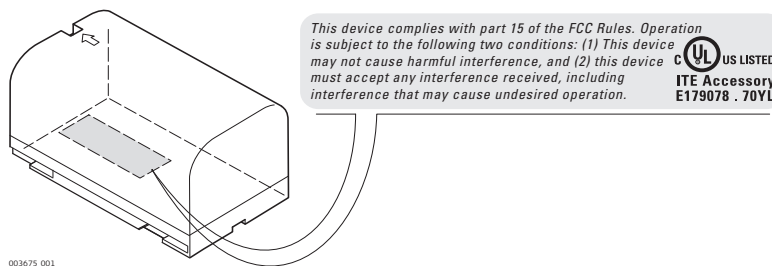 This device complies with part 15 of the FCC Rules. Operation
is subject to the following two conditions: (1) This device
may not cause harmful interference, and (2) this device
must accept any interference received, including
interference that may cause undesired operation.
C UL US LISTED
ITE Accessory
E179078 . 70YL
003675_001